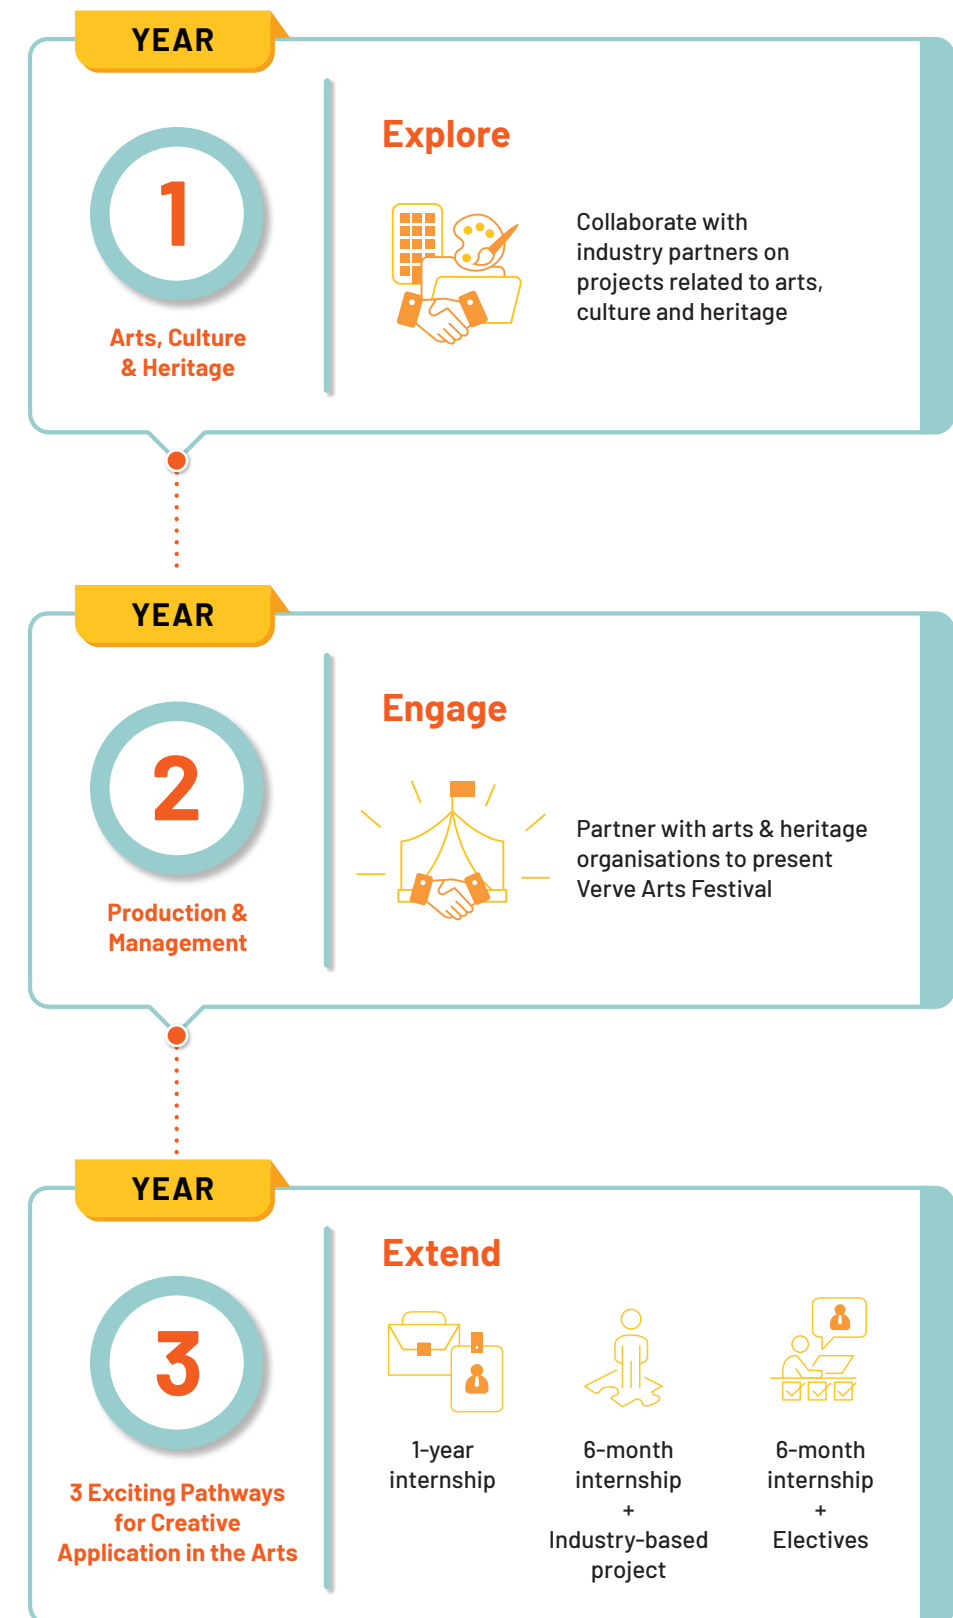 YEAR
1
Arts, Culture
& Heritage
Explore
Collaborate with
industry partners on
projects related to arts,
culture and heritage
YEAR
2
Production &
Management
Engage
Partner with arts & heritage
organisations to present
Verve Arts Festival
YEAR
3
3 Exciting Pathways
for Creative
Application in the Arts
Extend
1-year
internship
6-month
internship
+
Industry-based
project
6-month
internship
+
Electives